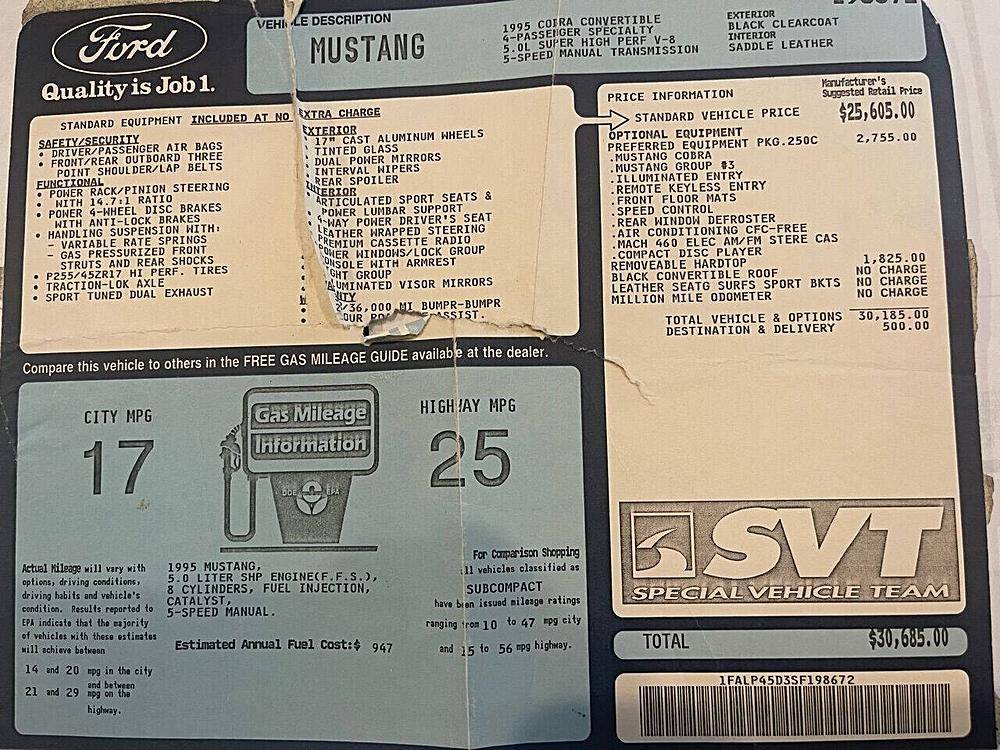 Ford
Quality is Job 1.
VEHICLE DESCRIPTION
MUSTANG
1995 COBRA CONVERTIBLE
4-PASSENGER SPECIALTY
5.0L SUPER HIGH PERF V-8
5-SPEED MANUAL TRANSMISSION
EXTERIOR
BLACK CLEARCOAT
INTERIOR
SADDLE LEATHER
STANDARD EQUIPMENT INCLUDED AT NO EXTRA CHARGE
SAFETY/SECURITY
• DRIVER/PASSENGER AIR BAGS
• FRONT/REAR OUTBOARD THREE
POINT SHOULDER/LAP BELTS
FUNCTIONAL
• POWER RACK/PINION STEERING
WITH 14.7:1 RATIO
• POWER 4-WHEEL DISC BRAKES
WITH ANTI-LOCK BRAKES
• HANDLING SUSPENSION WITH:
- VARIABLE RATE SPRINGS
- GAS PRESSURIZED FRONT
STRUTS AND REAR SHOCKS
• P255/45ZR17 HI PERF. TIRES
• TRACTION-LOK AXLE
• SPORT TUNED DUAL EXHAUST
EXTERIOR
• 17" CAST ALUMINUM WHEELS
• TINTED GLASS
• DUAL POWER MIRRORS
• INTERVAL WIPERS
• REAR SPOILER
INTERIOR
ARTICULATED SPORT SEATS &
POWER LUMBAR SUPPORT
4-WAY POWER DRIVER'S SEAT
LEATHER WRAPPED STEERING
PREMIUM CASSETTE RADIO
POWER WINDOWS/LOCK GROUP
CONSOLE WITH ARMREST
GHT GROUP
UMINATED VISOR MIRRORS
TY
2/36,000 MI BUMPR-BUMPR
OUR ROA ASSIST.
PRICE INFORMATION
Manufacturer's
Suggested Retail Price
STANDARD VEHICLE PRICE $25,605.00
OPTIONAL EQUIPMENT
PREFERRED EQUIPMENT PKG.250C 2,755.00
.MUSTANG COBRA
.MUSTANG GROUP #3
.ILLUMINATED ENTRY
.REMOTE KEYLESS ENTRY
.FRONT FLOOR MATS
.SPEED CONTROL
.REAR WINDOW DEFROSTER
.AIR CONDITIONING CFC-FREE
.MACH 460 ELEC AM/FM STERE CAS
.COMPACT DISC PLAYER
REMOVEABLE HARDTOP 1,825.00
BLACK CONVERTIBLE ROOF NO CHARGE
LEATHER SEATG SURFS SPORT BKTS NO CHARGE
MILLION MILE ODOMETER NO CHARGE
TOTAL VEHICLE & OPTIONS 30,185.00
DESTINATION & DELIVERY 500.00
Compare this vehicle to others in the FREE GAS MILEAGE GUIDE available at the dealer.
CITY MPG
17
Gas Mileage
Information
DOE EPA
HIGHWAY MPG
25
Actual Mileage will vary with
options, driving conditions,
driving habits and vehicle's
condition. Results reported to
EPA indicate that the majority
of vehicles with these estimates
will achieve between
14 and 20 mpg in the city
and between
21 and 29 mpg on the
highway.
1995 MUSTANG,
5.0 LITER SHP ENGINE(F.F.S.),
8 CYLINDERS, FUEL INJECTION,
CATALYST,
5-SPEED MANUAL.
Estimated Annual Fuel Cost:$ 947
For Comparison Shopping
ll vehicles classified as
SUBCOMPACT
have been issued mileage ratings
ranging from 10 to 47 mpg city
and 15 to 56 mpg highway.
SVT
SPECIAL VEHICLE TEAM
TOTAL $30,685.00
1FALP45D3SF198672